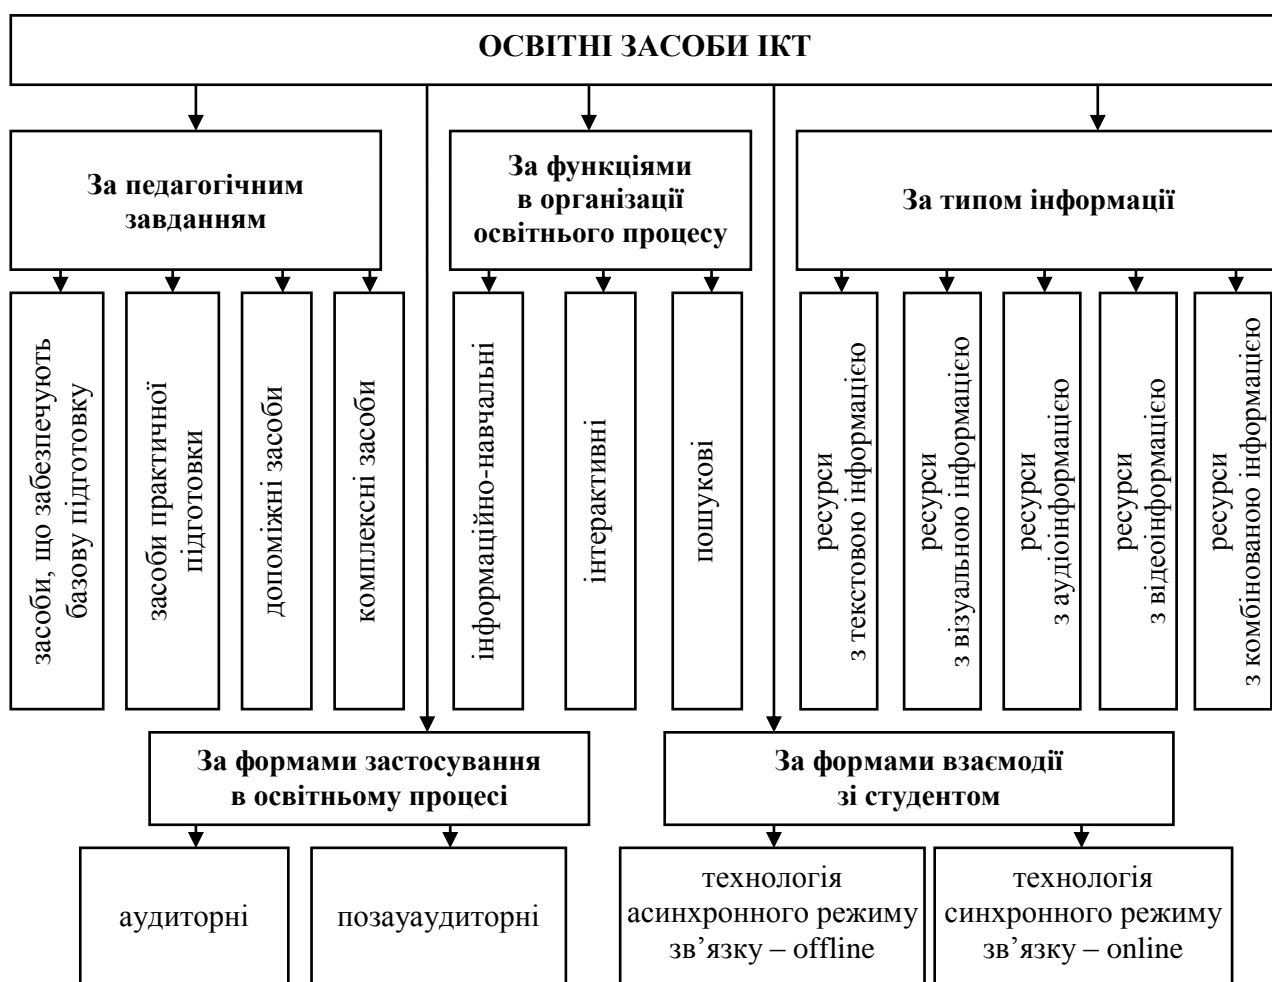 ОСВІТНІ ЗАСОБИ ІКТ
За педагогічним
завданням
За функціями
в організації
освітнього процесу
За типом інформації
засоби, що забезпечують
базову підготовку
засоби практичної
підготовки
допоміжні засоби
комплексні засоби
інформаційно-навчальні
інтерактивні
пошукові
ресурси
з текстовою інформацією
ресурси
з візуальною інформацією
ресурси
з аудіоінформацією
ресурси
з відеоінформацією
ресурси
з комбінованою інформацією
За формами застосування
в освітньому процесі
За формами взаємодії
зі студентом
аудиторні
позауаудиторні
технологія
асинхронного режиму
зв’язку – offline
технологія
синхронного режиму
зв’язку – online